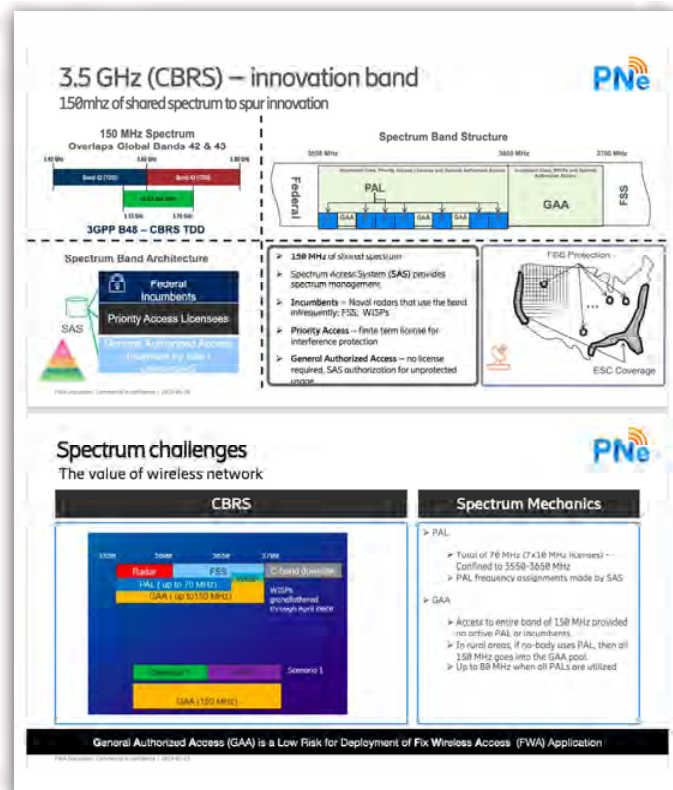 3.5 GHz (CBRS) – innovation band
PNe
150mhz of shared spectrum to spur innovation
150 MHz Spectrum
Overlaps Global Bands 42 & 43
3GPP B48 – CBRS TDD
Spectrum Band Structure
3550 MHz
3700 MHz
Federal
PAL
GAA
GAA
GAA
GAA
FSS
Spectrum Band Architecture
SAS
Federal
Incumbents
Priority Access Licensees
General Authorized Access
➢ 150 MHz of shared spectrum
➢ Spectrum Access System (SAS) provides
spectrum management
➢ Incumbents – Naval radars that use the band
infrequently; FSS; WISPs
➢ Priority Access – finite term license for
interference protection
➢ General Authorized Access – no license
required, SAS authorization for unprotected
usage
FSS Protection
ESC Coverage
Spectrum challenges
PNe
The value of wireless network
CBRS
3700
Radar
FSS
C-band downlink
PAL ( up to 70 MHz)
WISP
GAA ( up to150 MHz)
WISPs
grandfathered
through April
Scenario 1
GAA (150 MHz)
Spectrum Mechanics
➢ PAL
➢ Total of 70 MHz (7x10 MHz licenses) –
Confined to 3550-3650 MHz
➢ PAL frequency assignments made by SAS
➢ GAA
➢ Access to entire band of 150 MHz provided
no active PAL or incumbents
➢ In rural areas, if no-body uses PAL, then all
150 MHz goes into the GAA pool.
➢ Up to 80 MHz when all PALs are utilized
General Authorized Access (GAA) is a Low Risk for Deployment of Fix Wireless Access (FWA) Application